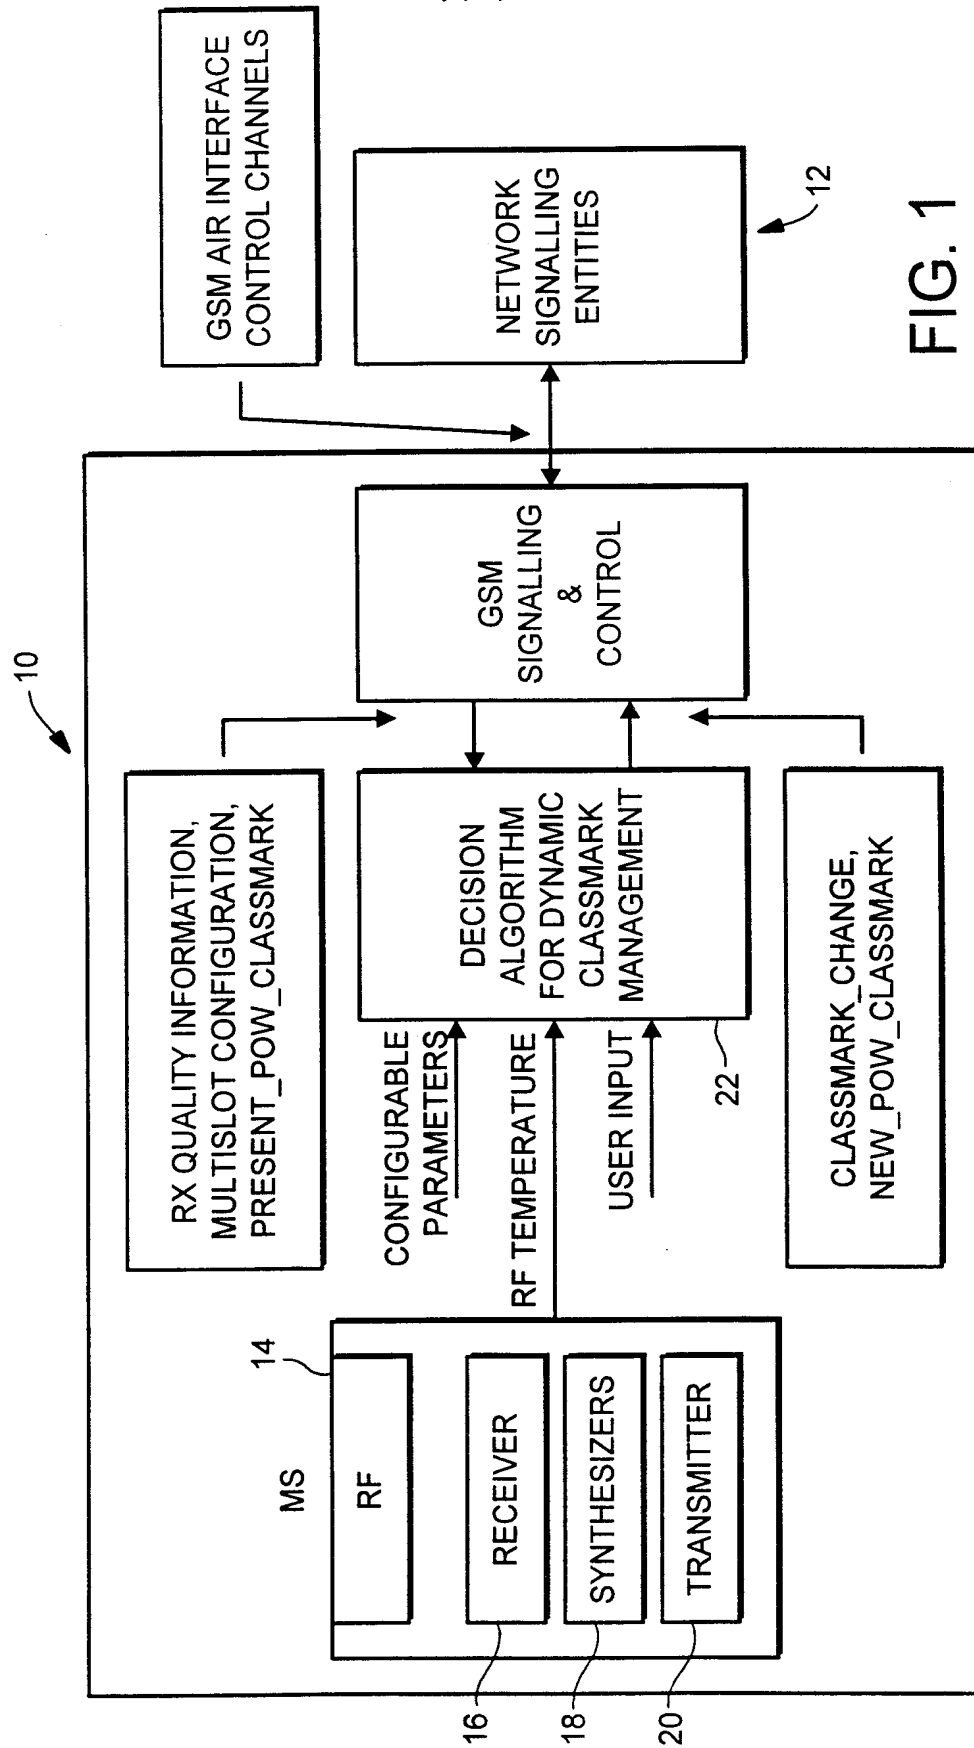 10
MS
14
RF
RECEIVER
SYNTHESIZERS
TRANSMITTER
16
18
20
RX QUALITY INFORMATION,
MULTISLOT CONFIGURATION,
PRESENT_POW_CLASSMARK
CONFIGURABLE
PARAMETERS
RF TEMPERATURE
USER INPUT
DECISION
ALGORITHM
FOR DYNAMIC
CLASSMARK
MANAGEMENT
22
CLASSMARK_CHANGE,
NEW_POW_CLASSMARK
GSM
SIGNALLING
&
CONTROL
GSM AIR INTERFACE
CONTROL CHANNELS
NETWORK
SIGNALLING
ENTITIES
12
FIG. 1